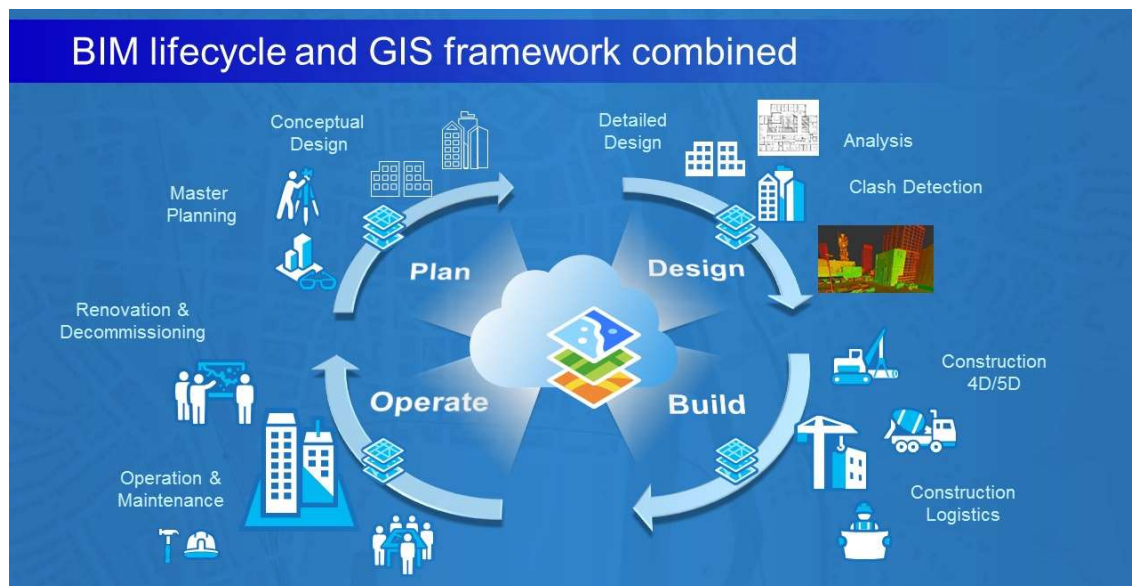 BIM lifecycle and GIS framework combined
Conceptual
Design
Master
Planning
Plan
Detailed
Design
Analysis
Clash Detection
Design
Renovation &
Decommissioning
Operate
Operation &
Maintenance
Build
Construction
4D/5D
Construction
Logistics